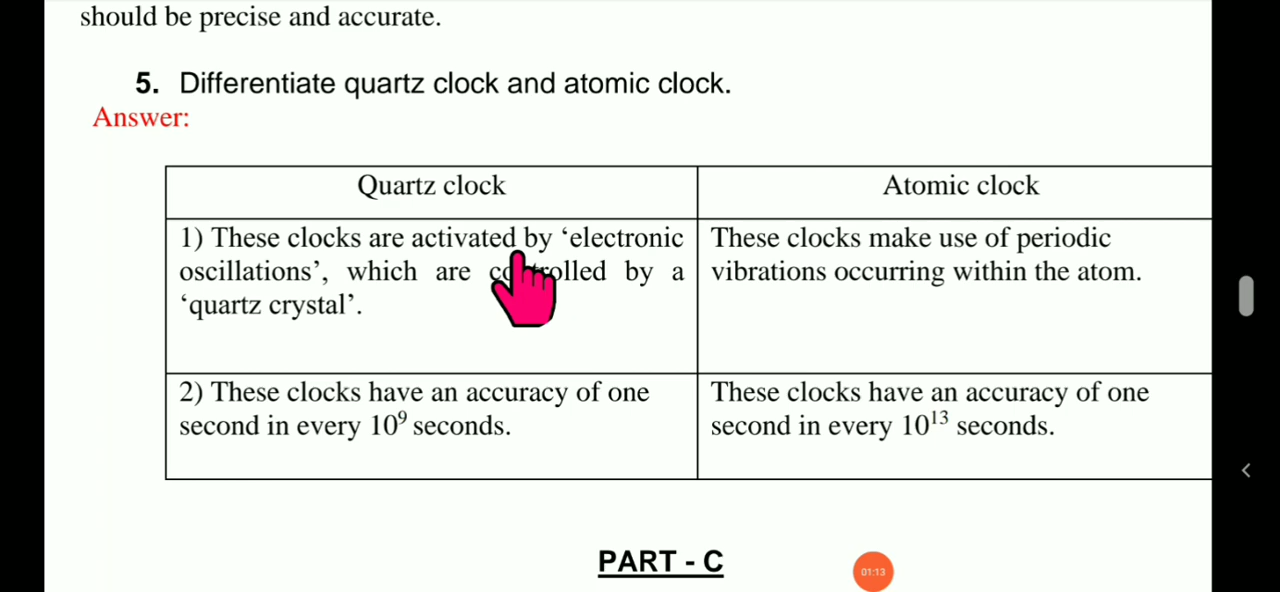 should be precise and accurate.
5. Differentiate quartz clock and atomic clock.
Answer:
Quartz clock
Atomic clock
1) These clocks are activated by ‘electronic
oscillations’, which are controlled by a
‘quartz crystal’.
These clocks make use of periodic
vibrations occurring within the atom.
2) These clocks have an accuracy of one
second in every 10⁹ seconds.
These clocks have an accuracy of one
second in every 10¹³ seconds.
PART - C
01:13